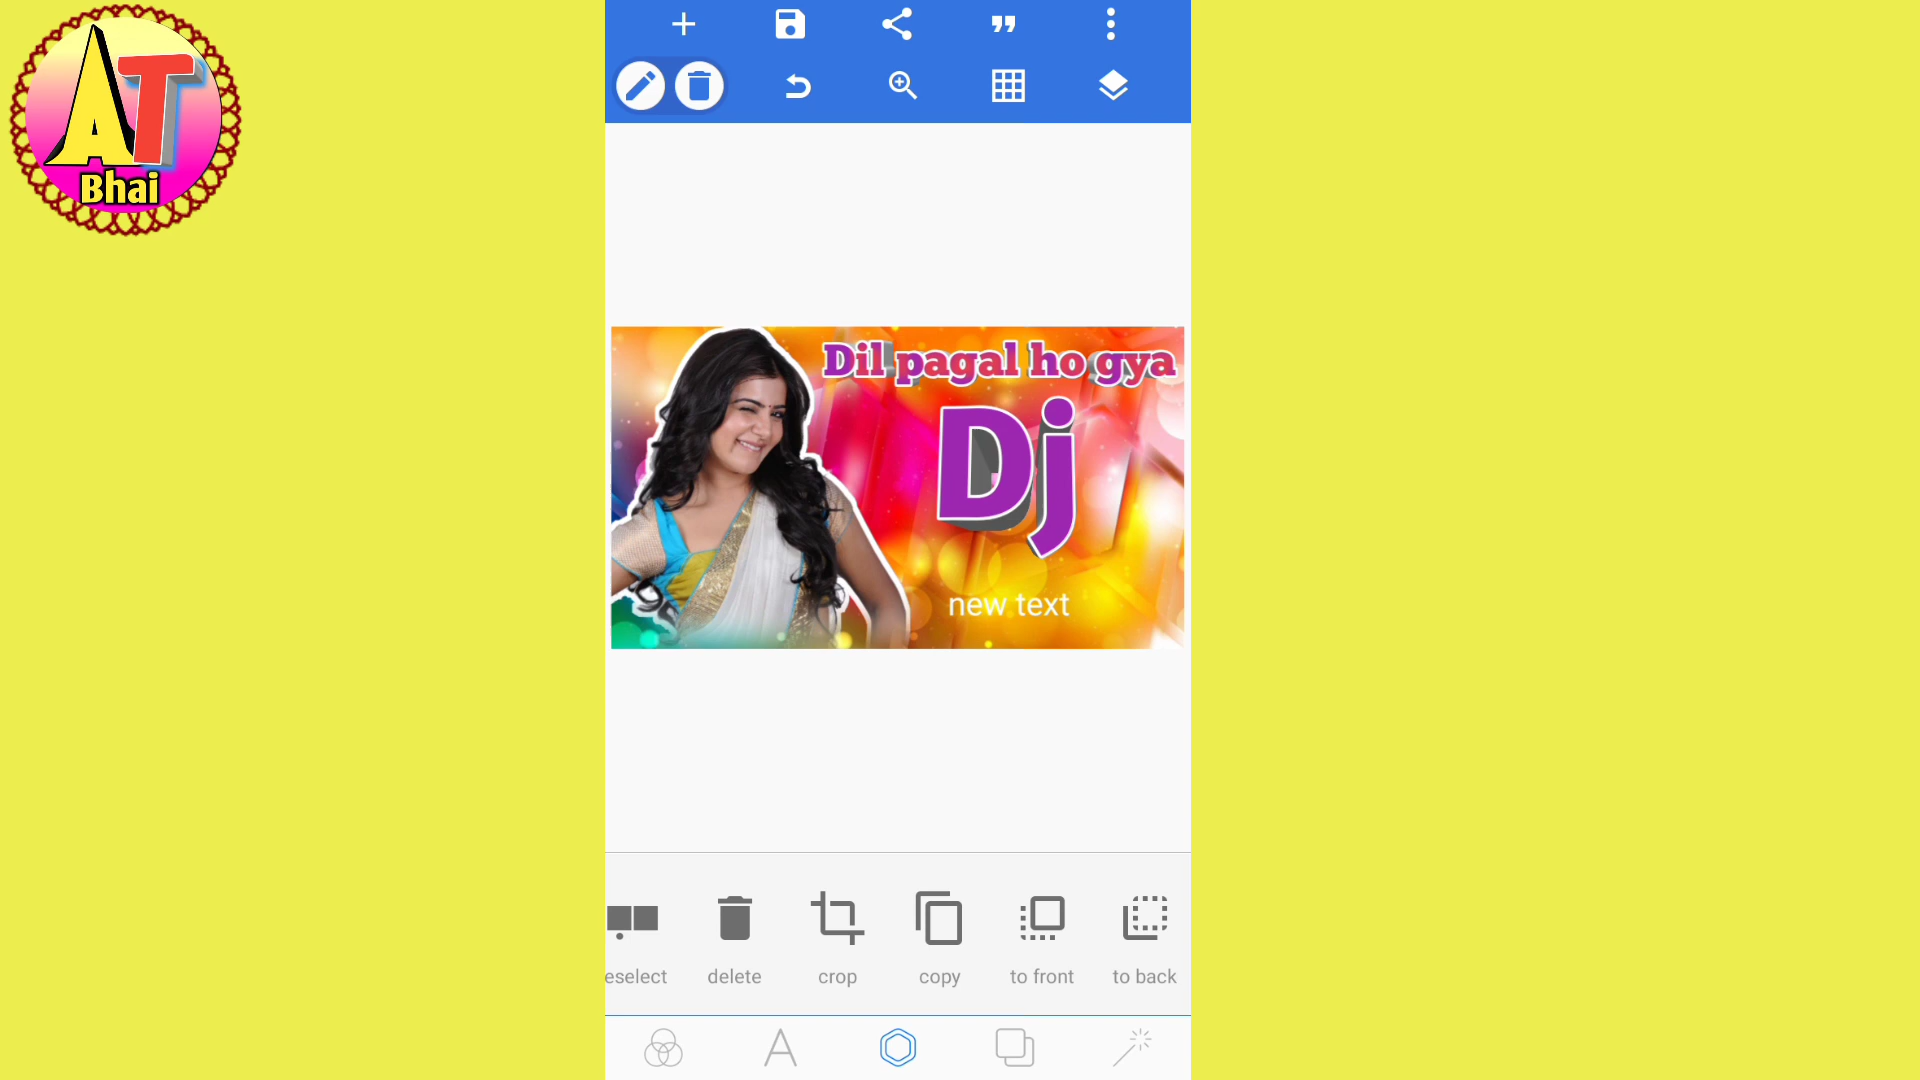 AT
Bhai
Dil pagal ho gya
Dj
new text
eselect
delete
crop
copy
to front
to back